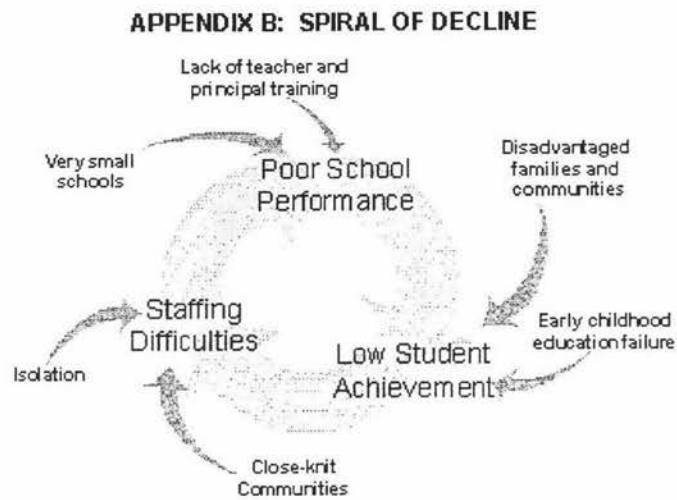 APPENDIX B: SPIRAL OF DECLINE
Lack of teacher and
principal training
Very small
schools
Poor School
Performance
Disadvantaged
families and
communities
Staffing
Difficulties
Isolation
Low Student
Achievement
Early childhood
education failure
Close-knit
Communities